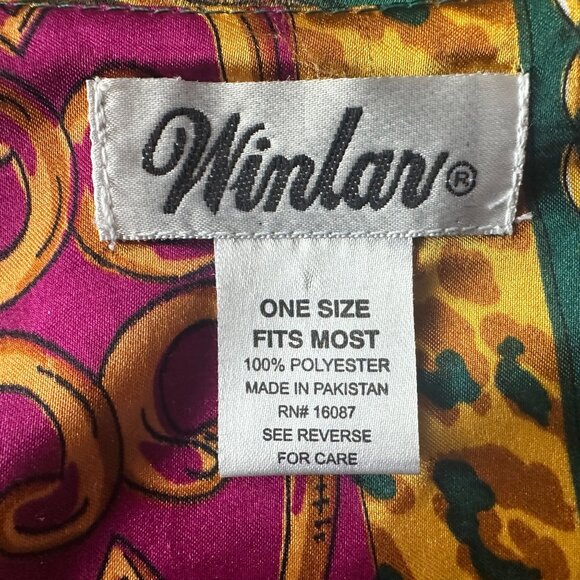 Winlar®
ONE SIZE
FITS MOST
100% POLYESTER
MADE IN PAKISTAN
RN# 16087
SEE REVERSE
FOR CARE